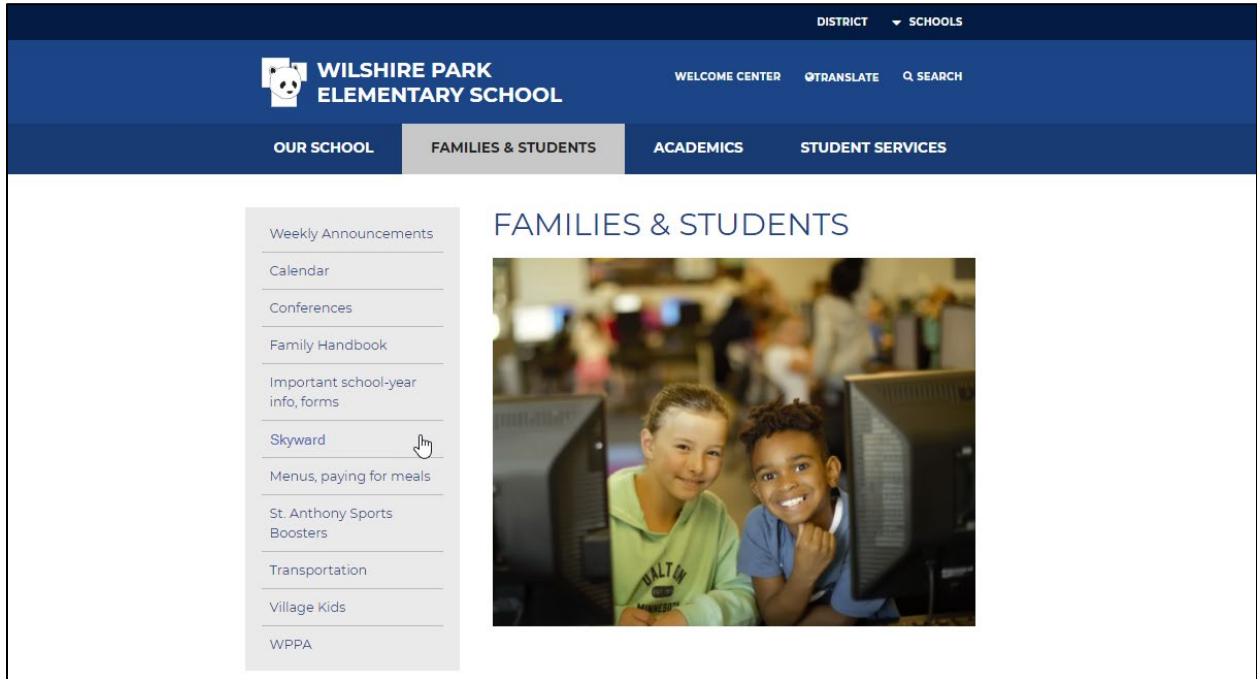 DISTRICT SCHOOLS
WILSHIRE PARK
ELEMENTARY SCHOOL
WELCOME CENTER TRANSLATE SEARCH
OUR SCHOOL FAMILIES & STUDENTS ACADEMICS STUDENT SERVICES
Weekly Announcements
Calendar
Conferences
Family Handbook
Important school-year
info, forms
Skyward
Menus, paying for meals
St. Anthony Sports
Boosters
Transportation
Village Kids
WPPA
FAMILIES & STUDENTS
DALTON
MINNESOTA